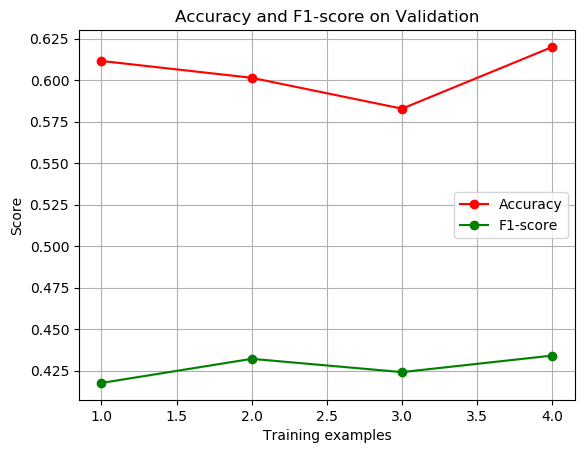 Accuracy and F1-score on Validation
0.625
0.600
0.575
0.550
0.525
0.500
0.475
0.450
0.425
Score
Accuracy
F1-score
1.0 1.5 2.0 2.5 3.0 3.5 4.0
Training examples